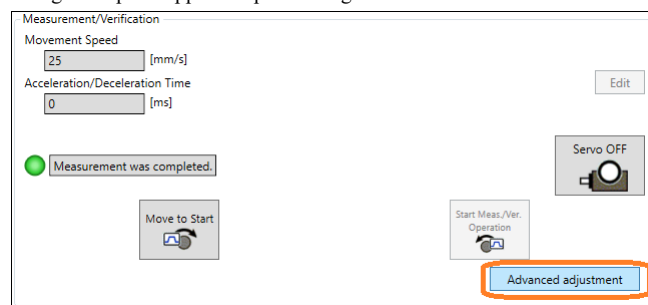 Measurement/Verification
Movement Speed
25 [mm/s]
Acceleration/Deceleration Time
0 [ms]
Edit
Servo OFF
Measurement was completed.
Move to Start
Start Meas./Ver.
Operation
Advanced adjustment